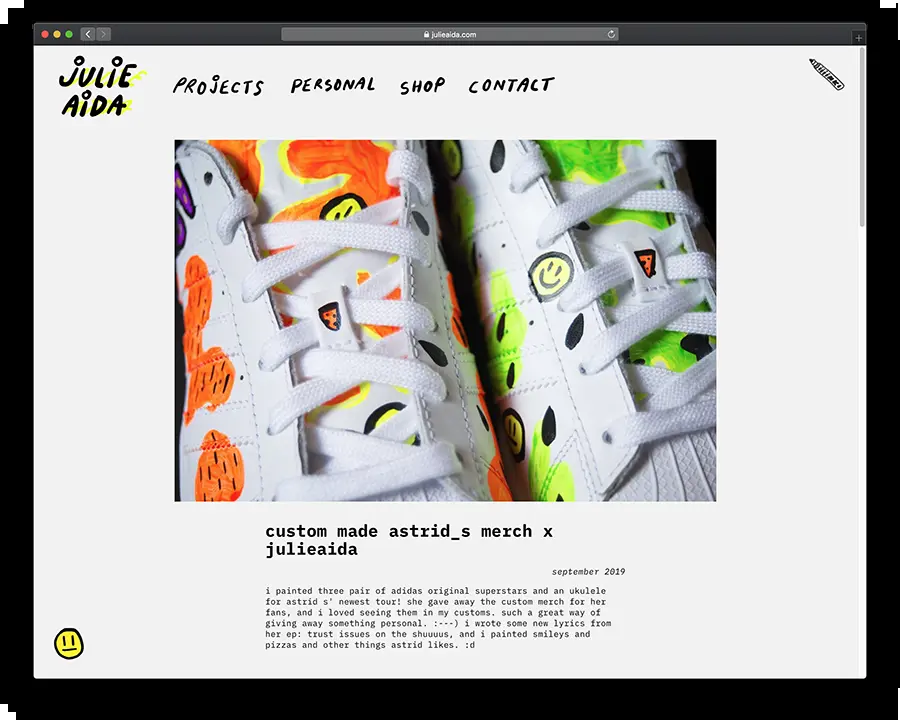 julieaida.com
JULIE
AIDA
PROJECTS PERSONAL SHOP CONTACT
custom made astrid_s merch x
julieaida
september 2019
i painted three pair of adidas original superstars and an ukulele
for astrid s' newest tour! she gave away the custom merch for her
fans, and i loved seeing them in my customs. such a great way of
giving away something personal. :---) i wrote some new lyrics from
her ep: trust issues on the shuuuus, and i painted smileys and
pizzas and other things astrid likes. :d